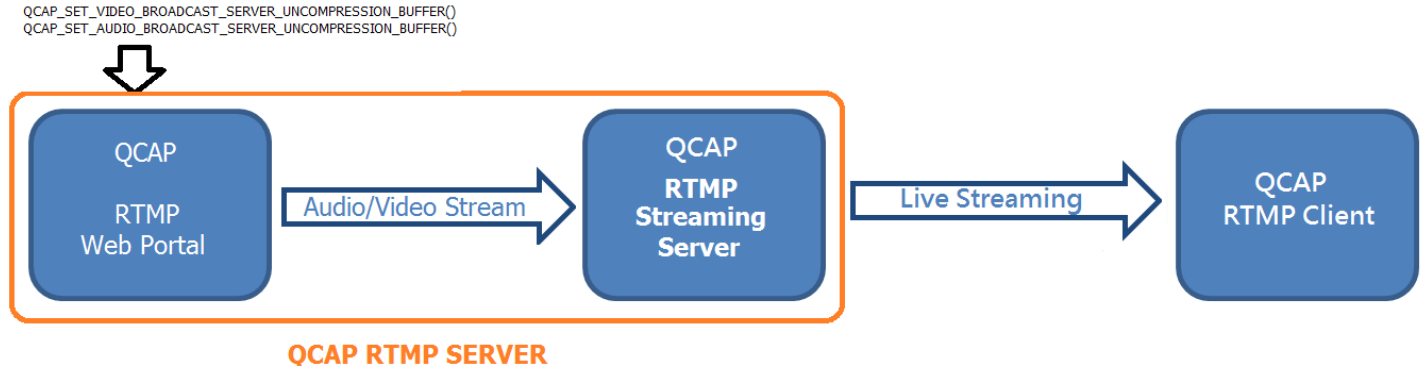 QCAP_SET_VIDEO_BROADCAST_SERVER_UNCOMPRESSION_BUFFER()
QCAP_SET_AUDIO_BROADCAST_SERVER_UNCOMPRESSION_BUFFER()
QCAP
RTMP
Web Portal
Audio/Video Stream
QCAP
RTMP
Streaming
Server
Live Streaming
QCAP
RTMP Client
QCAP RTMP SERVER